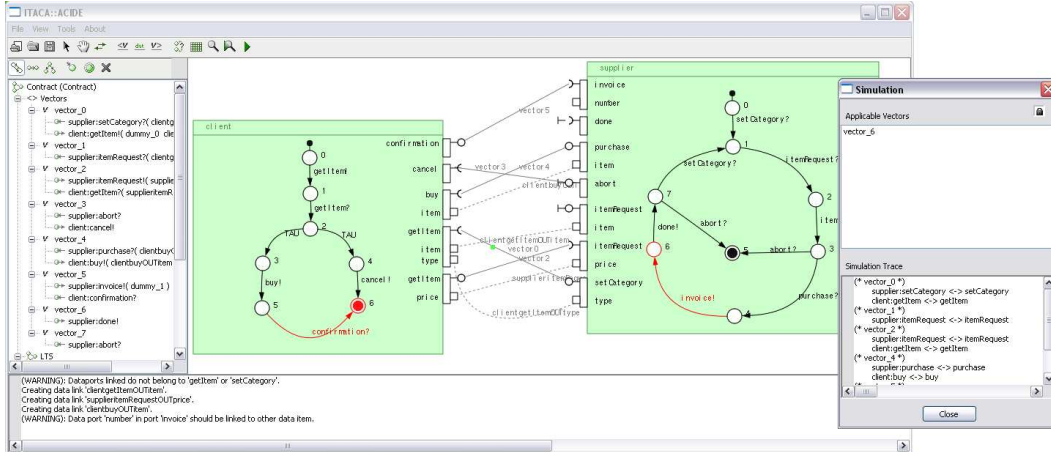 ITACA::ACIDE
File View Tools About
Contract (Contract)
<> Vectors
V vector_0
supplier:setCategory?( clientg
client:getItem!( dummy_0 clie
V vector_1
supplier:itemRequest?( clientg
V vector_2
supplier:itemRequest!( supplie
client:getItem?( supplieritemR
V vector_3
supplier:abort?
client:cancel!
V vector_4
supplier:purchase?( clientbuyO
client:buy!( clientbuyOUTitem
V vector_5
supplier:invoice!( dummy_1 )
client:confirmation?
V vector_6
supplier:done!
V vector_7
supplier:abort?
LTS
client
0
getItem!
1
getItem?
2
TAU
TAU
3
4
buy!
cancel!
5
6
confirmation?
confirmation
cancel
buy
item
getItem
item
type
getItem
price
vector5
vector3
vector4
clientgetItemOUTitem
vector0
vector2
clientgetItemOUTtype
supplier
invoice
number
done
purchase
item
abort
itemRequest
item
itemRequest
price
setCategory
type
0
setCategory?
1
setCategory?
itemRequest?
7
2
abort?
item
done!
6
5
abort?
3
invoice!
purchase?
4
Simulation
Applicable Vectors
vector_6
Simulation Trace
(* vector_0 *)
supplier:setCategory <-> setCategory
client:getItem <-> getItem
(* vector_1 *)
supplier:itemRequest <-> itemRequest
(* vector_2 *)
supplier:itemRequest <-> itemRequest
client:getItem <-> getItem
(* vector_4 *)
supplier:purchase <-> purchase
client:buy <-> buy
Close
(WARNING): Dataports linked do not belong to 'getItem' or 'setCategory'.
Creating data link 'clientgetItemOUTitem'.
Creating data link 'supplieritemRequestOUTprice'.
Creating data link 'clientbuyOUTitem'.
(WARNING): Data port 'number' in port 'invoice' should be linked to other data item.